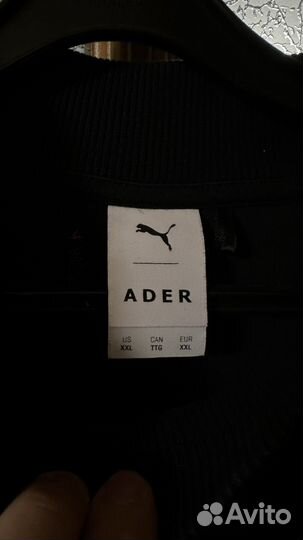 ADER
US CAN EUR
XXL TTG XXL
Avito